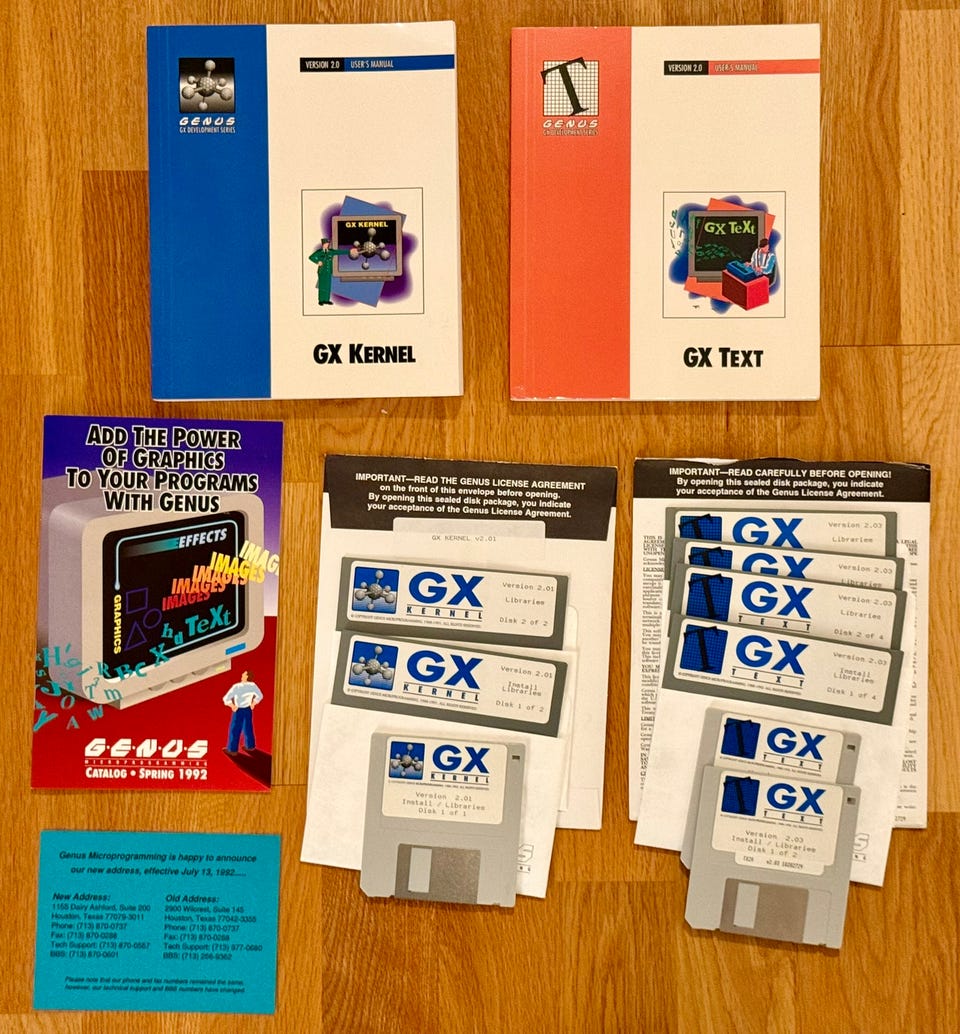 GENUS
GX DEVELOPMENT SERIES
VERSION 2.0 USER'S MANUAL
GX KERNEL
GX KERNEL
T
GENUS
GX DEVELOPMENT SERIES
VERSION 2.0 USER'S MANUAL
GX TeXt
GX TEXT
ADD THE POWER
OF GRAPHICS
TO YOUR PROGRAMS
WITH GENUS
EFFECTS
IMAG
IMAGES
IMAGES
IMAGES
GRAPHICS
TeXt
GENUS
MICROPROGRAMMING
CATALOG • SPRING 1992
Genus Microprogramming is happy to announce
our new address, effective July 13, 1992....
New Address:
1155 Dairy Ashford, Suite 200
Houston, Texas 77079-3011
Phone: (713) 870-0737
Fax: (713) 870-0288
Tech Support: (713) 870-0557
BBS: (713) 870-0601
Old Address:
2900 Wilcrest, Suite 145
Houston, Texas 77042-3355
Phone: (713) 870-0737
Fax: (713) 870-0288
Tech Support: (713) 977-0680
Please note that our phone and fax numbers remained the same,
however, our technical support and BBS numbers have changed.
IMPORTANT—READ THE GENUS LICENSE AGREEMENT
on the front of this envelope before opening.
By opening this sealed disk package, you indicate
your acceptance of the Genus License Agreement.
GX KERNEL v2.01
GX
KERNEL
Version 2.01
Libraries
Disk 2 of 2
GX
KERNEL
Version 2.01
Install
Libraries
Disk 1 of 2
GX
KERNEL
Version 2.01
Install / Libraries
Disk 1 of 1
IMPORTANT—READ CAREFULLY BEFORE OPENING!
By opening this sealed disk package, you indicate
your acceptance of the Genus License Agreement.
GX
Version 2.03
Libraries
GX
Version 2.03
Libraries
GX
TEXT
Version 2.03
Libraries
Disk 2 of 4
GX
TEXT
Version 2.03
Install
Libraries
Disk 1 of 4
GX
TEXT
GX
TEXT
Version 2.03
Install / Libraries
Disk 1 of 2
v2.03 10202729